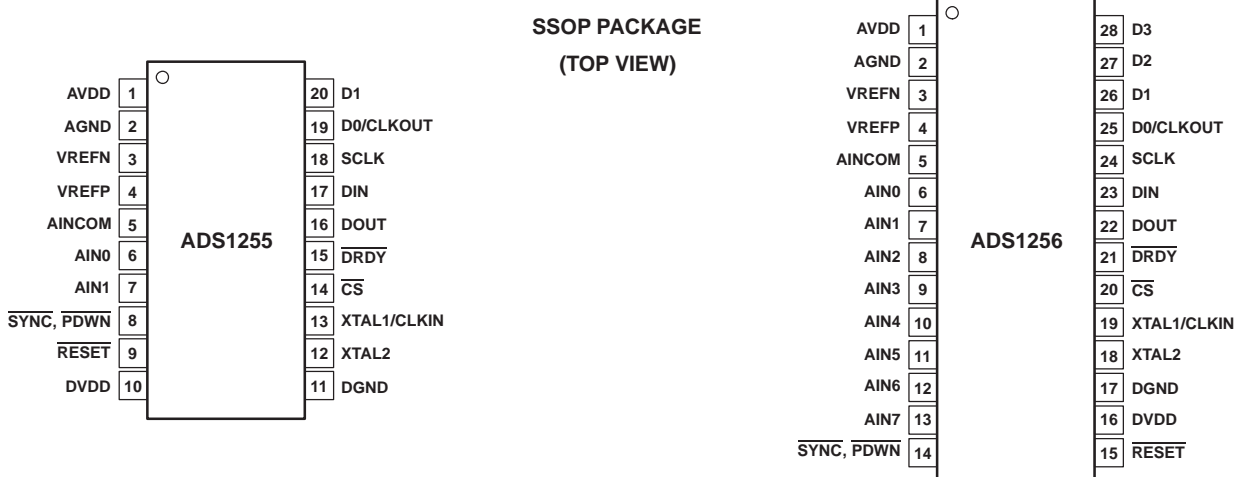 SSOP PACKAGE
(TOP VIEW)
AVDD 1 20 D1
AGND 2 19 D0/CLKOUT
VREFN 3 18 SCLK
VREFP 4 17 DIN
AINCOM 5 16 DOUT
AIN0 6 15 DRDY
AIN1 7 14 CS
SYNC, PDWN 8 13 XTAL1/CLKIN
RESET 9 12 XTAL2
DVDD 10 11 DGND
ADS1255
AVDD 1 28 D3
AGND 2 27 D2
VREFN 3 26 D1
VREFP 4 25 D0/CLKOUT
AINCOM 5 24 SCLK
AIN0 6 23 DIN
AIN1 7 22 DOUT
AIN2 8 21 DRDY
AIN3 9 20 CS
AIN4 10 19 XTAL1/CLKIN
AIN5 11 18 XTAL2
AIN6 12 17 DGND
AIN7 13 16 DVDD
SYNC, PDWN 14 15 RESET
ADS1256